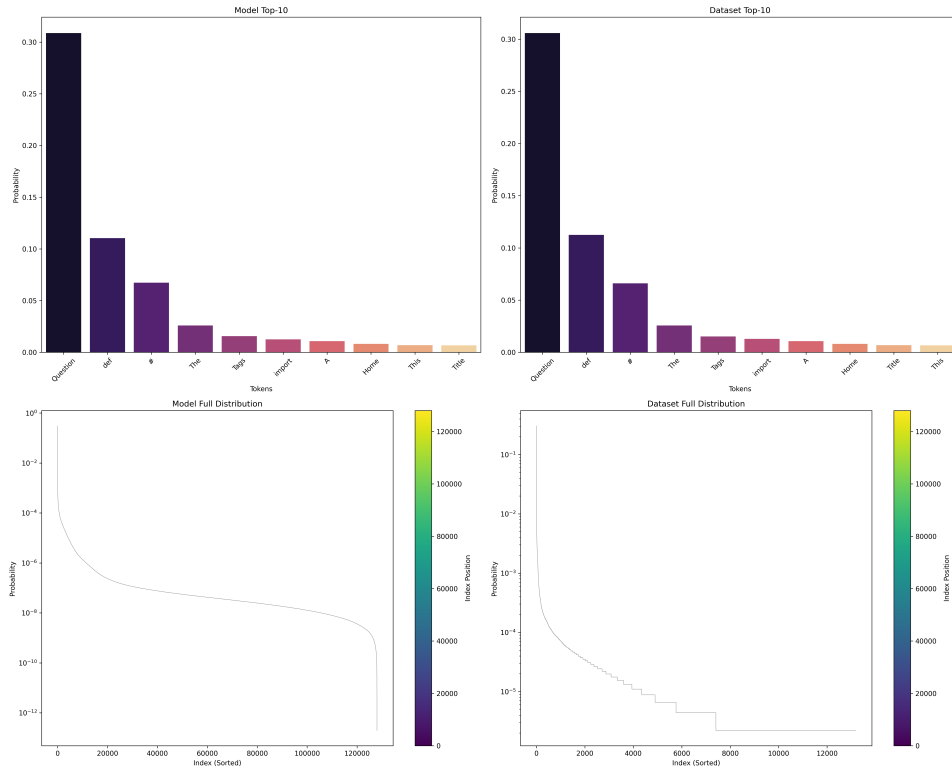 Model Top-10
0.30
0.25
0.20
0.15
0.10
0.05
0.00
Probability
Question
def
#
The
Tags
import
A
Home
This
Title
Tokens
Dataset Top-10
0.30
0.25
0.20
0.15
0.10
0.05
0.00
Probability
Question
def
#
The
Tags
import
A
Home
Title
This
Tokens
Model Full Distribution
10⁰
10⁻²
10⁻⁴
10⁻⁶
10⁻⁸
10⁻¹⁰
10⁻¹²
Probability
0
20000
40000
60000
80000
100000
120000
Index (Sorted)
120000
100000
80000
60000
40000
20000
0
Index Position
Dataset Full Distribution
10⁻¹
10⁻²
10⁻³
10⁻⁴
10⁻⁵
Probability
0
2000
4000
6000
8000
10000
12000
Index (Sorted)
120000
100000
80000
60000
40000
20000
0
Index Position